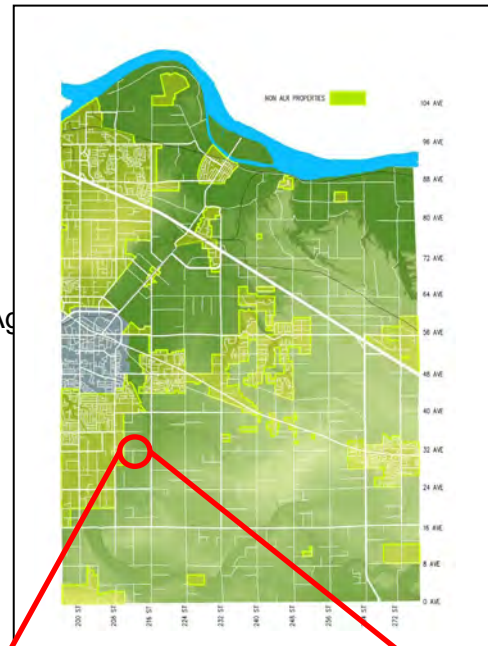 NON ALR PROPERTIES
104 AVE
96 AVE
88 AVE
80 AVE
72 AVE
64 AVE
56 AVE
48 AVE
40 AVE
32 AVE
24 AVE
16 AVE
8 AVE
0 AVE
200 ST
208 ST
216 ST
224 ST
232 ST
240 ST
248 ST
256 ST
264 ST
272 ST